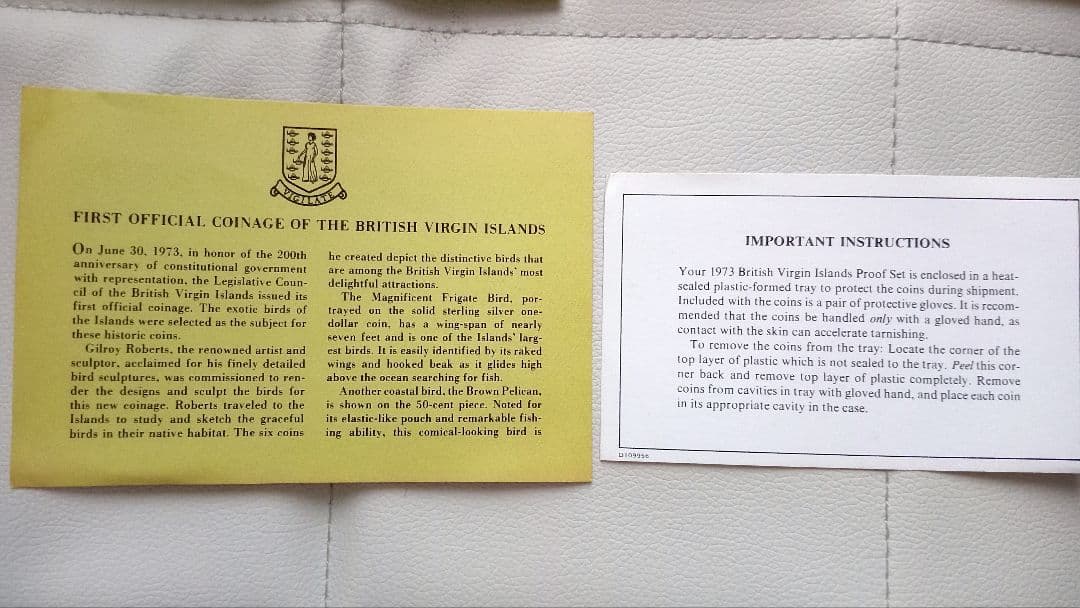 VIGILATE
FIRST OFFICIAL COINAGE OF THE BRITISH VIRGIN ISLANDS
On June 30, 1973, in honor of the 200th
anniversary of constitutional government
with representation, the Legislative Coun-
cil of the British Virgin Islands issued its
first official coinage. The exotic birds of
the Islands were selected as the subject for
these historic coins.
Gilroy Roberts, the renowned artist and
sculptor, acclaimed for his finely detailed
bird sculptures, was commissioned to ren-
der the designs and sculpt the birds for
this new coinage. Roberts traveled to the
Islands to study and sketch the graceful
birds in their native habitat. The six coins
he created depict the distinctive birds that
are among the British Virgin Islands' most
delightful attractions.
The Magnificent Frigate Bird, por-
trayed on the solid sterling silver one-
dollar coin, has a wing-span of nearly
seven feet and is one of the Islands' larg-
est birds. It is easily identified by its raked
wings and hooked beak as it glides high
above the ocean searching for fish.
Another coastal bird, the Brown Pelican,
is shown on the 50-cent piece. Noted for
its elastic-like pouch and remarkable fish-
ing ability, this comical-looking bird is
IMPORTANT INSTRUCTIONS
Your 1973 British Virgin Islands Proof Set is enclosed in a heat-
sealed plastic-formed tray to protect the coins during shipment.
Included with the coins is a pair of protective gloves. It is recom-
mended that the coins be handled only with a gloved hand, as
contact with the skin can accelerate tarnishing.
To remove the coins from the tray: Locate the corner of the
top layer of plastic which is not sealed to the tray. Peel this cor-
ner back and remove top layer of plastic completely. Remove
coins from cavities in tray with gloved hand, and place each coin
in its appropriate cavity in the case.
D109956